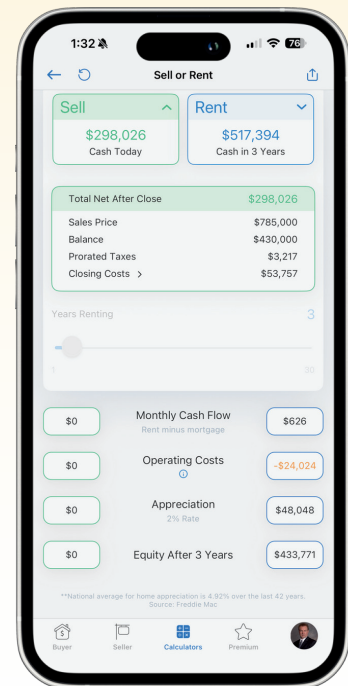 1:32
76
Sell or Rent
Sell
$298,026
Cash Today
Rent
$517,394
Cash in 3 Years
Total Net After Close $298,026
Sales Price $785,000
Balance $430,000
Prorated Taxes $3,217
Closing Costs > $53,757
Years Renting 3
1 30
$0 Monthly Cash Flow $626
Rent minus mortgage
$0 Operating Costs -$24,024
$0 Appreciation $48,048
2% Rate
$0 Equity After 3 Years $433,771
**National average for home appreciation is 4.92% over the last 42 years.
Source: Freddie Mac
Buyer Seller Calculators Premium